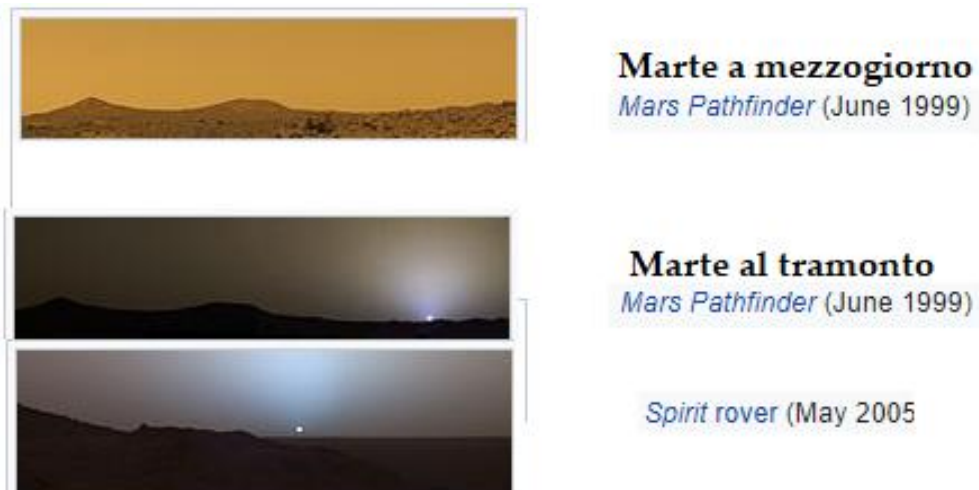 Marte a mezzogiorno
Mars Pathfinder (June 1999)
Marte al tramonto
Mars Pathfinder (June 1999)
Spirit rover (May 2005